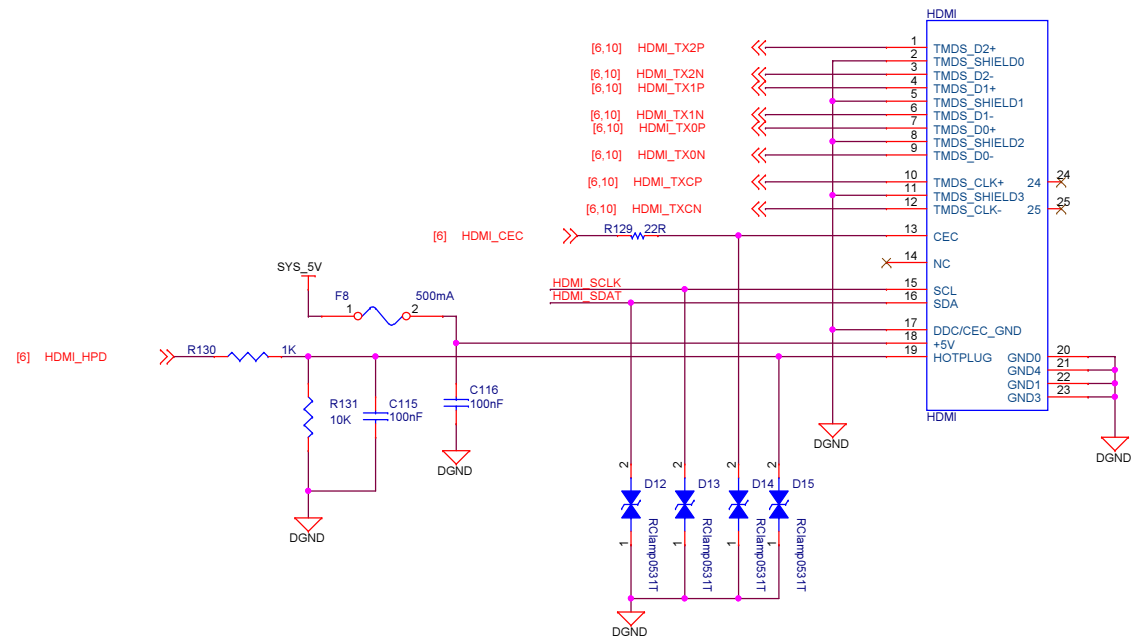 HDMI
[6,10] HDMI_TX2P 1 TMDS_D2+
2 TMDS_SHIELD0
[6,10] HDMI_TX2N 3 TMDS_D2-
[6,10] HDMI_TX1P 4 TMDS_D1+
5 TMDS_SHIELD1
[6,10] HDMI_TX1N 6 TMDS_D1-
[6,10] HDMI_TX0P 7 TMDS_D0+
8 TMDS_SHIELD2
[6,10] HDMI_TX0N 9 TMDS_D0-
[6,10] HDMI_TXCP 10 TMDS_CLK+ 24 24
11 TMDS_SHIELD3
[6,10] HDMI_TXCN 12 TMDS_CLK- 25 25
[6] HDMI_CEC R129 22R 13 CEC
14 NC
SYS_5V
HDMI_SCLK 15 SCL
HDMI_SDAT 16 SDA
F8 500mA
1 2
17 DDC/CEC_GND
18 +5V
[6] HDMI_HPD R130 1K 19 HOTPLUG GND0 20
GND4 21
GND1 22
GND3 23
HDMI
R131 10K
C115 100nF
C116 100nF
DGND
DGND
DGND
DGND
2 D12 2 D13 2 D14 2 D15
RClamp0531T RClamp0531T RClamp0531T RClamp0531T
1 1 1 1
DGND